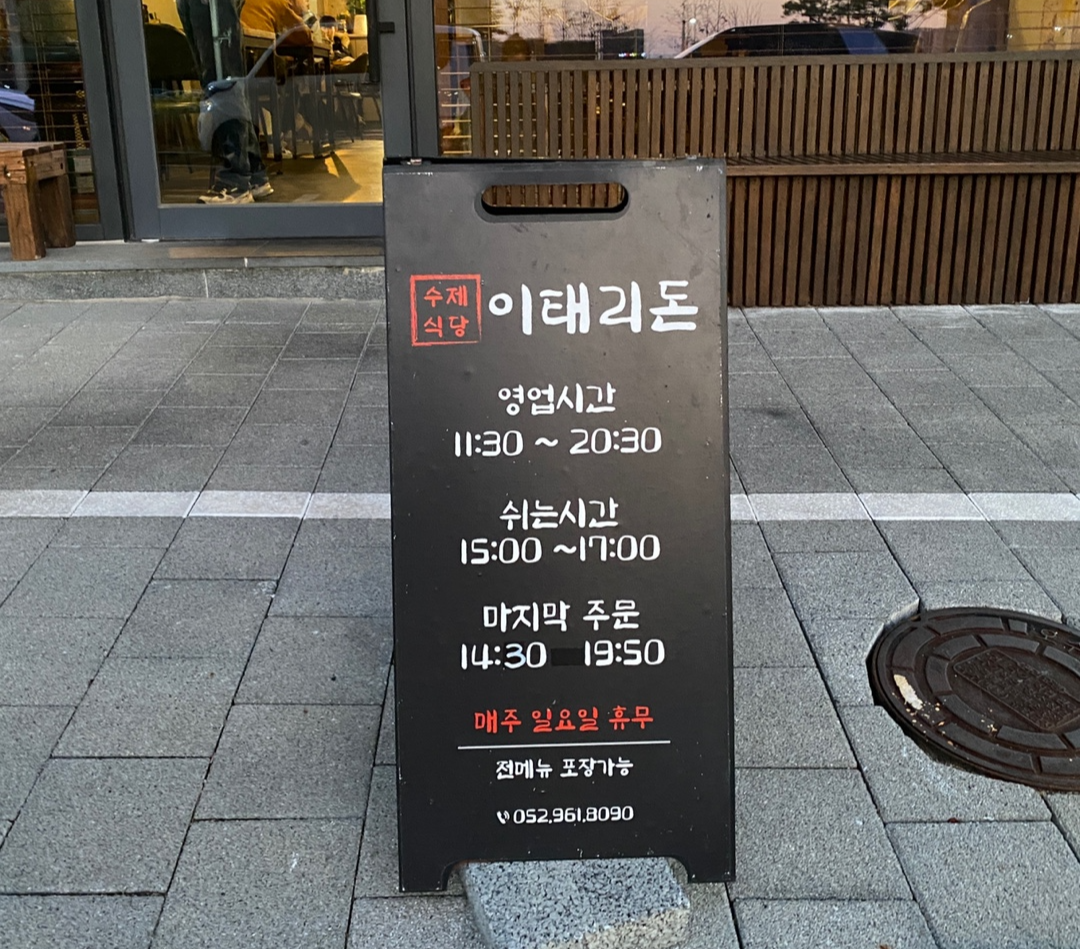 수제
식당
이태리돈
영업시간
11:30 ~ 20:30
쉬는시간
15:00 ~17:00
마지막 주문
14:30 19:50
매주 일요일 휴무
전메뉴 포장가능
052.961.8090